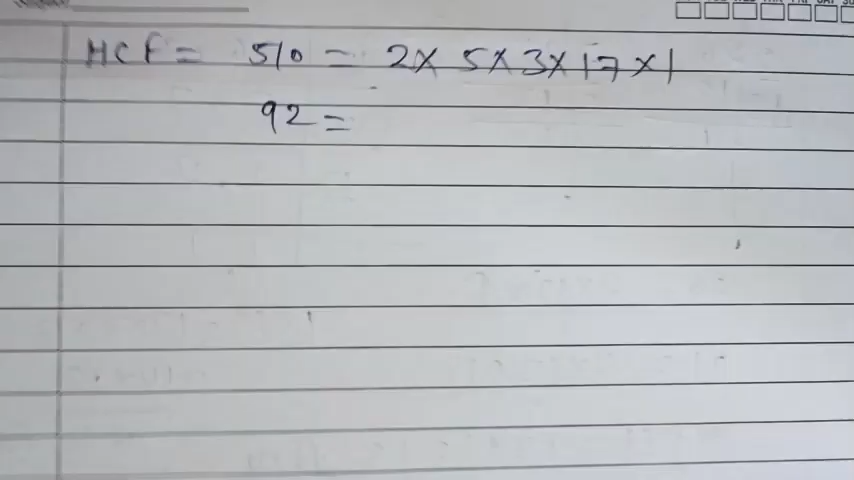 HCF = 510 = 2 × 5 × 3 × 17 × 1
92 =